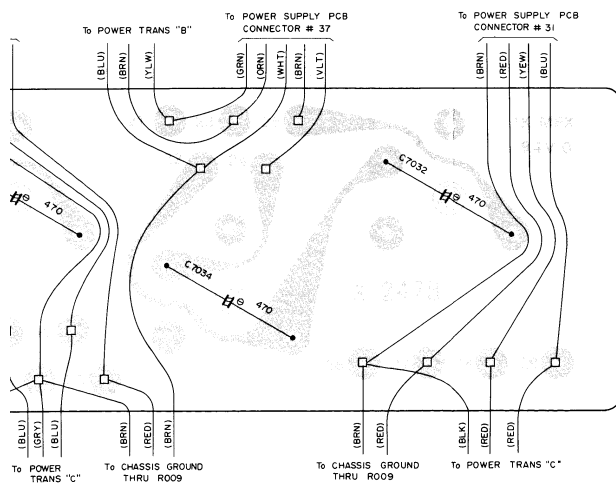 To POWER TRANS "B"
To POWER SUPPLY PCB
CONNECTOR # 37
To POWER SUPPLY PCB
CONNECTOR # 31
(BLU)
(BRN)
(YLW)
(GRN)
(ORN)
(WHT)
(BRN)
(VLT)
(BRN)
(RED)
(YEW)
(BLU)
94V0
C7032
470
470
C7034
470
2478
(BLU)
(GRY)
(BLU)
(BRN)
(RED)
(BRN)
(BRN)
(RED)
(BLK)
(RED)
(RED)
To POWER
TRANS "C"
To CHASSIS GROUND
THRU R009
To CHASSIS GROUND
THRU R009
To POWER TRANS "C"